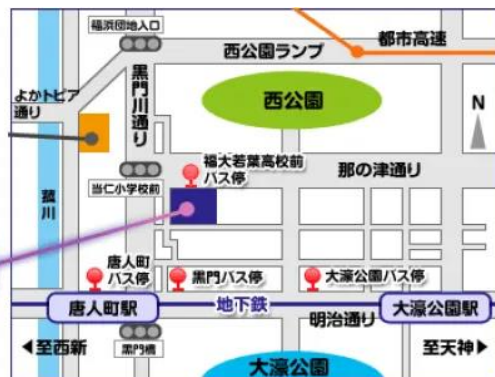 福浜団地入口
都市高速
西公園ランプ
よかトピア
通り
黒門川通り
西公園
N
福大若葉高校前
バス停
那の津通り
当仁小学校前
菰川
唐人町
バス停
黒門バス停
大濠公園バス停
唐人町駅
地下鉄
明治通り
大濠公園駅
◀至西新
黒門橋
大濠公園
至天神▶